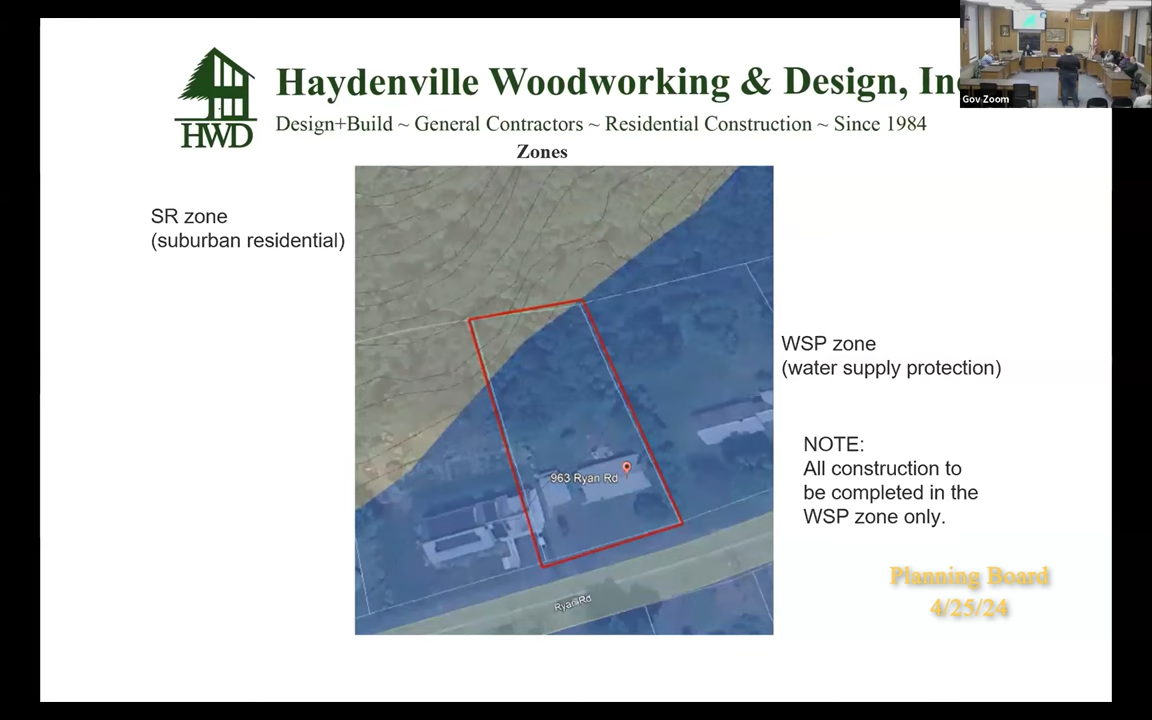 Haydenville Woodworking & Design, In
HWD
Design+Build ~ General Contractors ~ Residential Construction ~ Since 1984
Gov Zoom
Zones
SR zone
(suburban residential)
WSP zone
(water supply protection)
NOTE:
All construction to
be completed in the
WSP zone only.
963 Ryan Rd
Ryan Rd
Planning Board
4/25/24